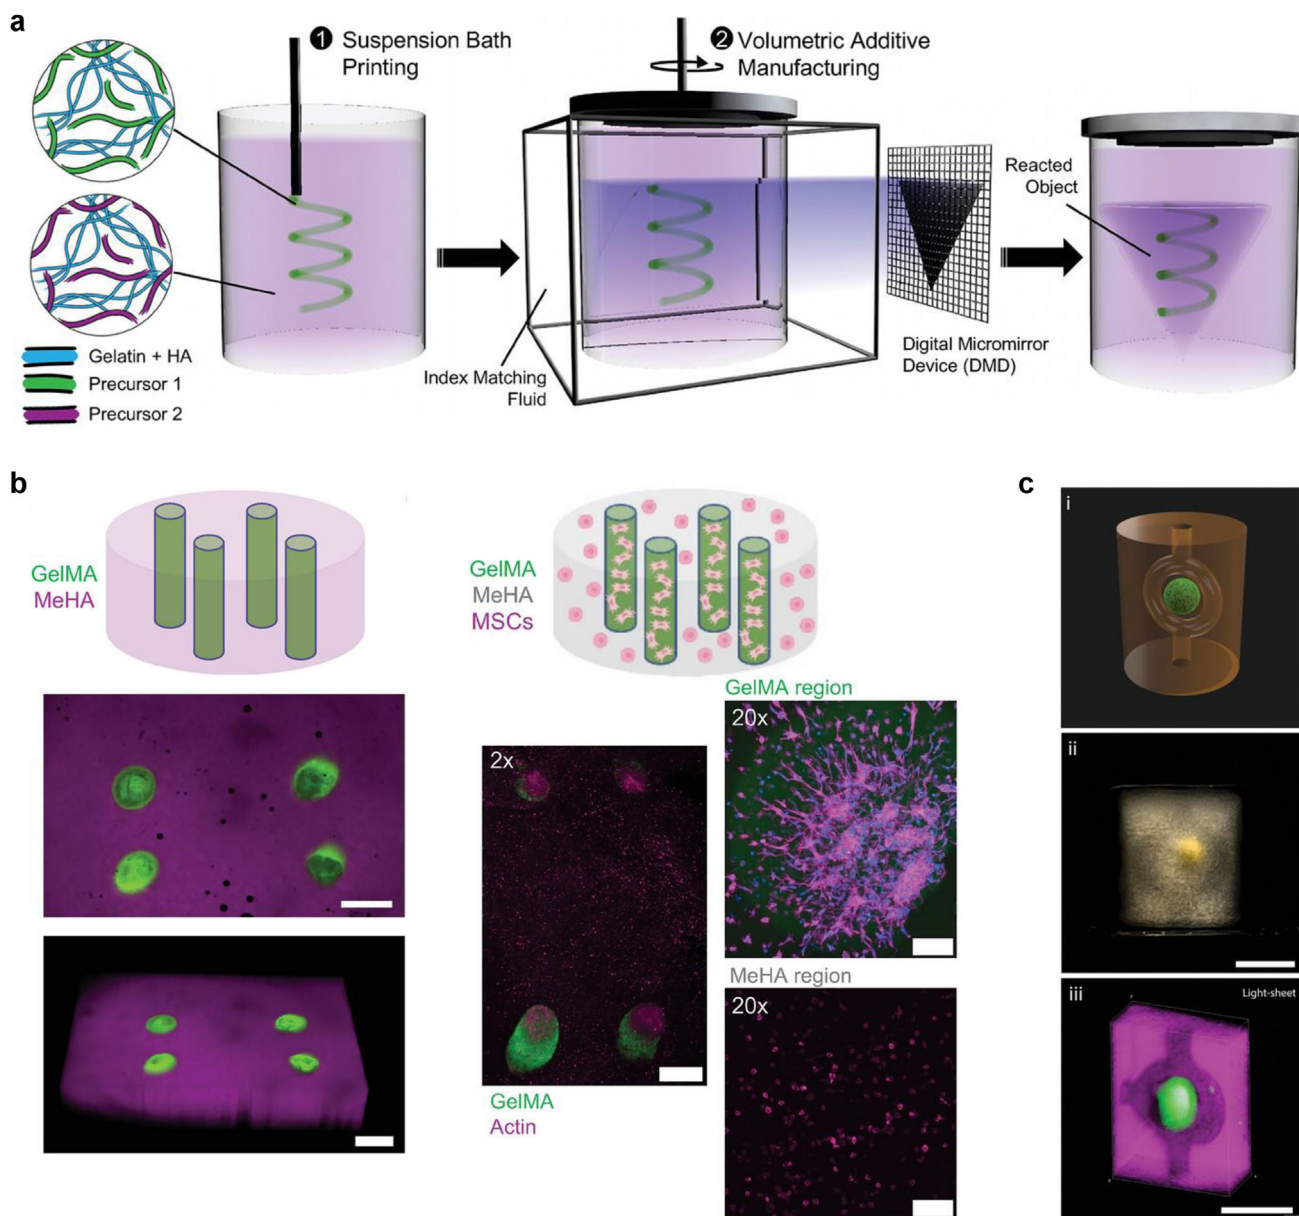 a
1 Suspension Bath
Printing
2 Volumetric Additive
Manufacturing
Reacted
Object
Index Matching
Fluid
Digital Micromirror
Device (DMD)
Gelatin + HA
Precursor 1
Precursor 2
b
GelMA
MeHA
GelMA
MeHA
MSCs
GelMA region
20x
2x
MeHA region
20x
GelMA
Actin
c
i
ii
iii
Light-sheet